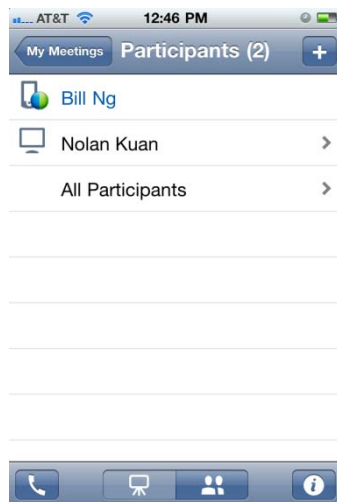 AT&T 12:46 PM
My Meetings Participants (2) +
Bill Ng
Nolan Kuan
All Participants
i